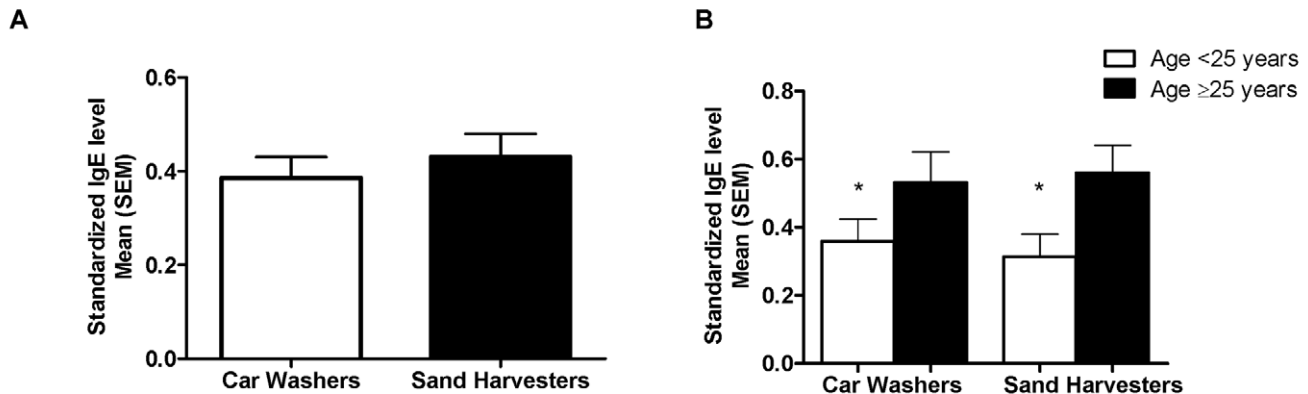 A
Standardized IgE level
Mean (SEM)
0.6
0.4
0.2
0.0
Car Washers
Sand Harvesters
B
Age <25 years
Age ≥25 years
Standardized IgE level
Mean (SEM)
0.8
0.6
0.4
0.2
0.0
*
*
Car Washers
Sand Harvesters